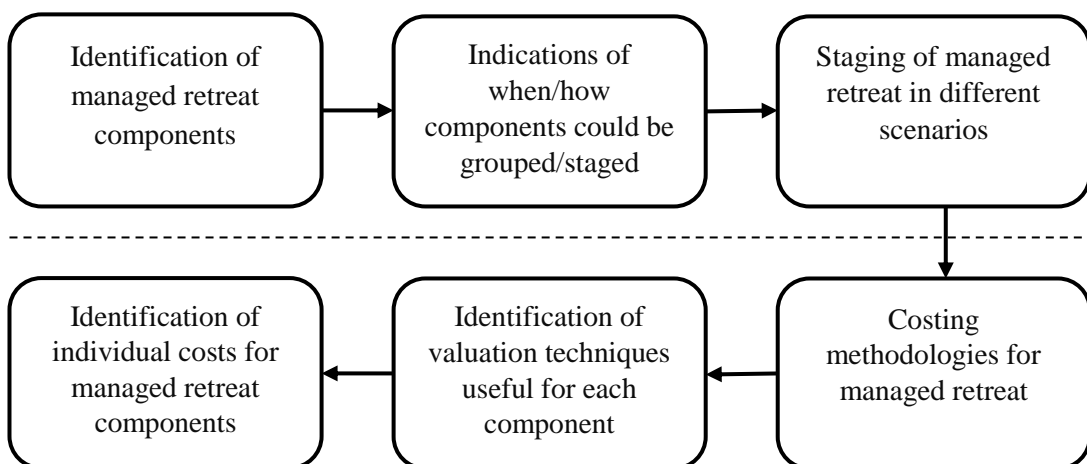 Identification of
managed retreat
components
Indications of
when/how
components could be
grouped/staged
Staging of managed
retreat in different
scenarios
Costing
methodologies for
managed retreat
Identification of
valuation techniques
useful for each
component
Identification of
individual costs for
managed retreat
components